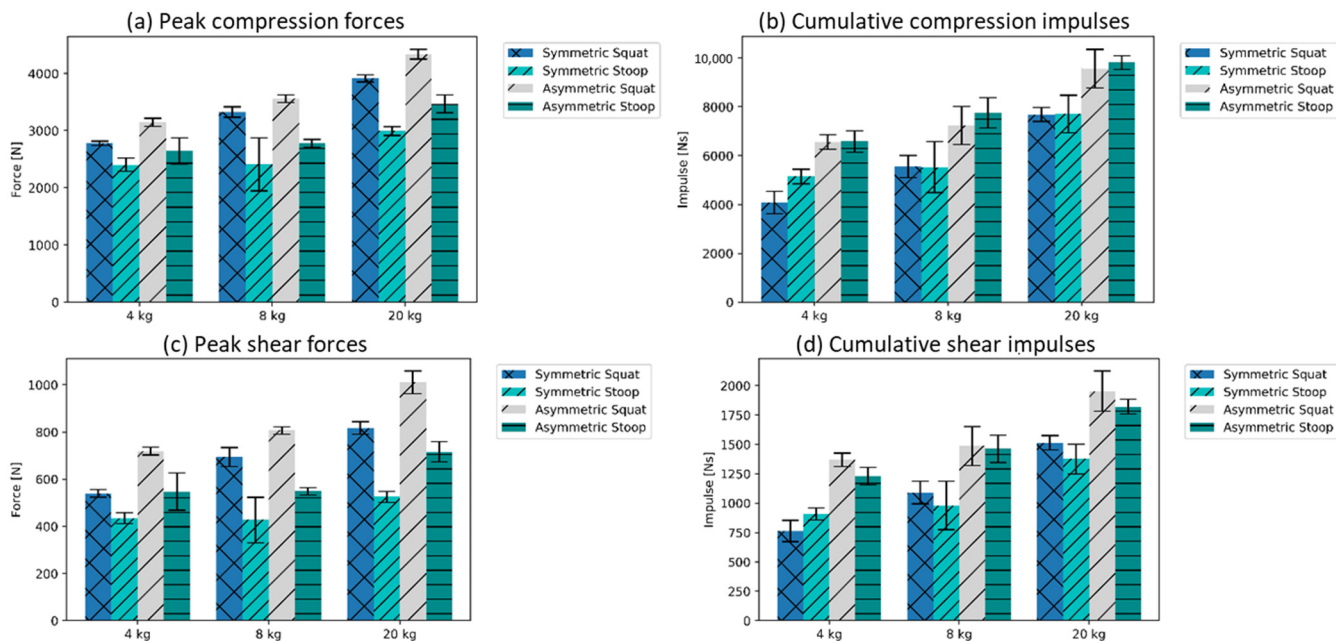 (a) Peak compression forces
Force [N]
4000
3000
2000
1000
0
4 kg
8 kg
20 kg
Symmetric Squat
Symmetric Stoop
Asymmetric Squat
Asymmetric Stoop
(b) Cumulative compression impulses
Impulse [Ns]
10,000
8000
6000
4000
2000
0
4 kg
8 kg
20 kg
Symmetric Squat
Symmetric Stoop
Asymmetric Squat
Asymmetric Stoop
(c) Peak shear forces
Force [N]
1000
800
600
400
200
0
4 kg
8 kg
20 kg
Symmetric Squat
Symmetric Stoop
Asymmetric Squat
Asymmetric Stoop
(d) Cumulative shear impulses
Impulse [Ns]
2000
1750
1500
1250
1000
750
500
250
0
4 kg
8 kg
20 kg
Symmetric Squat
Symmetric Stoop
Asymmetric Squat
Asymmetric Stoop